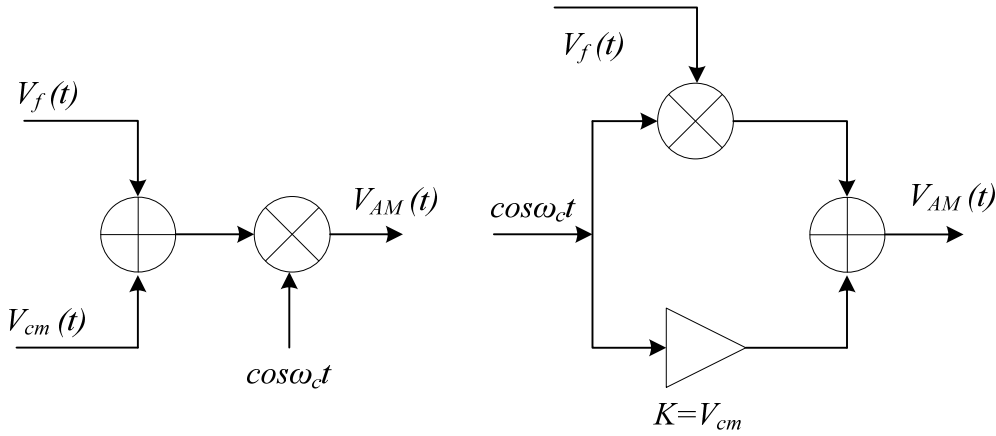 V_f (t)
V_AM (t)
V_cm (t)
cosω_c t
V_f (t)
cosω_c t
V_AM (t)
K=V_cm